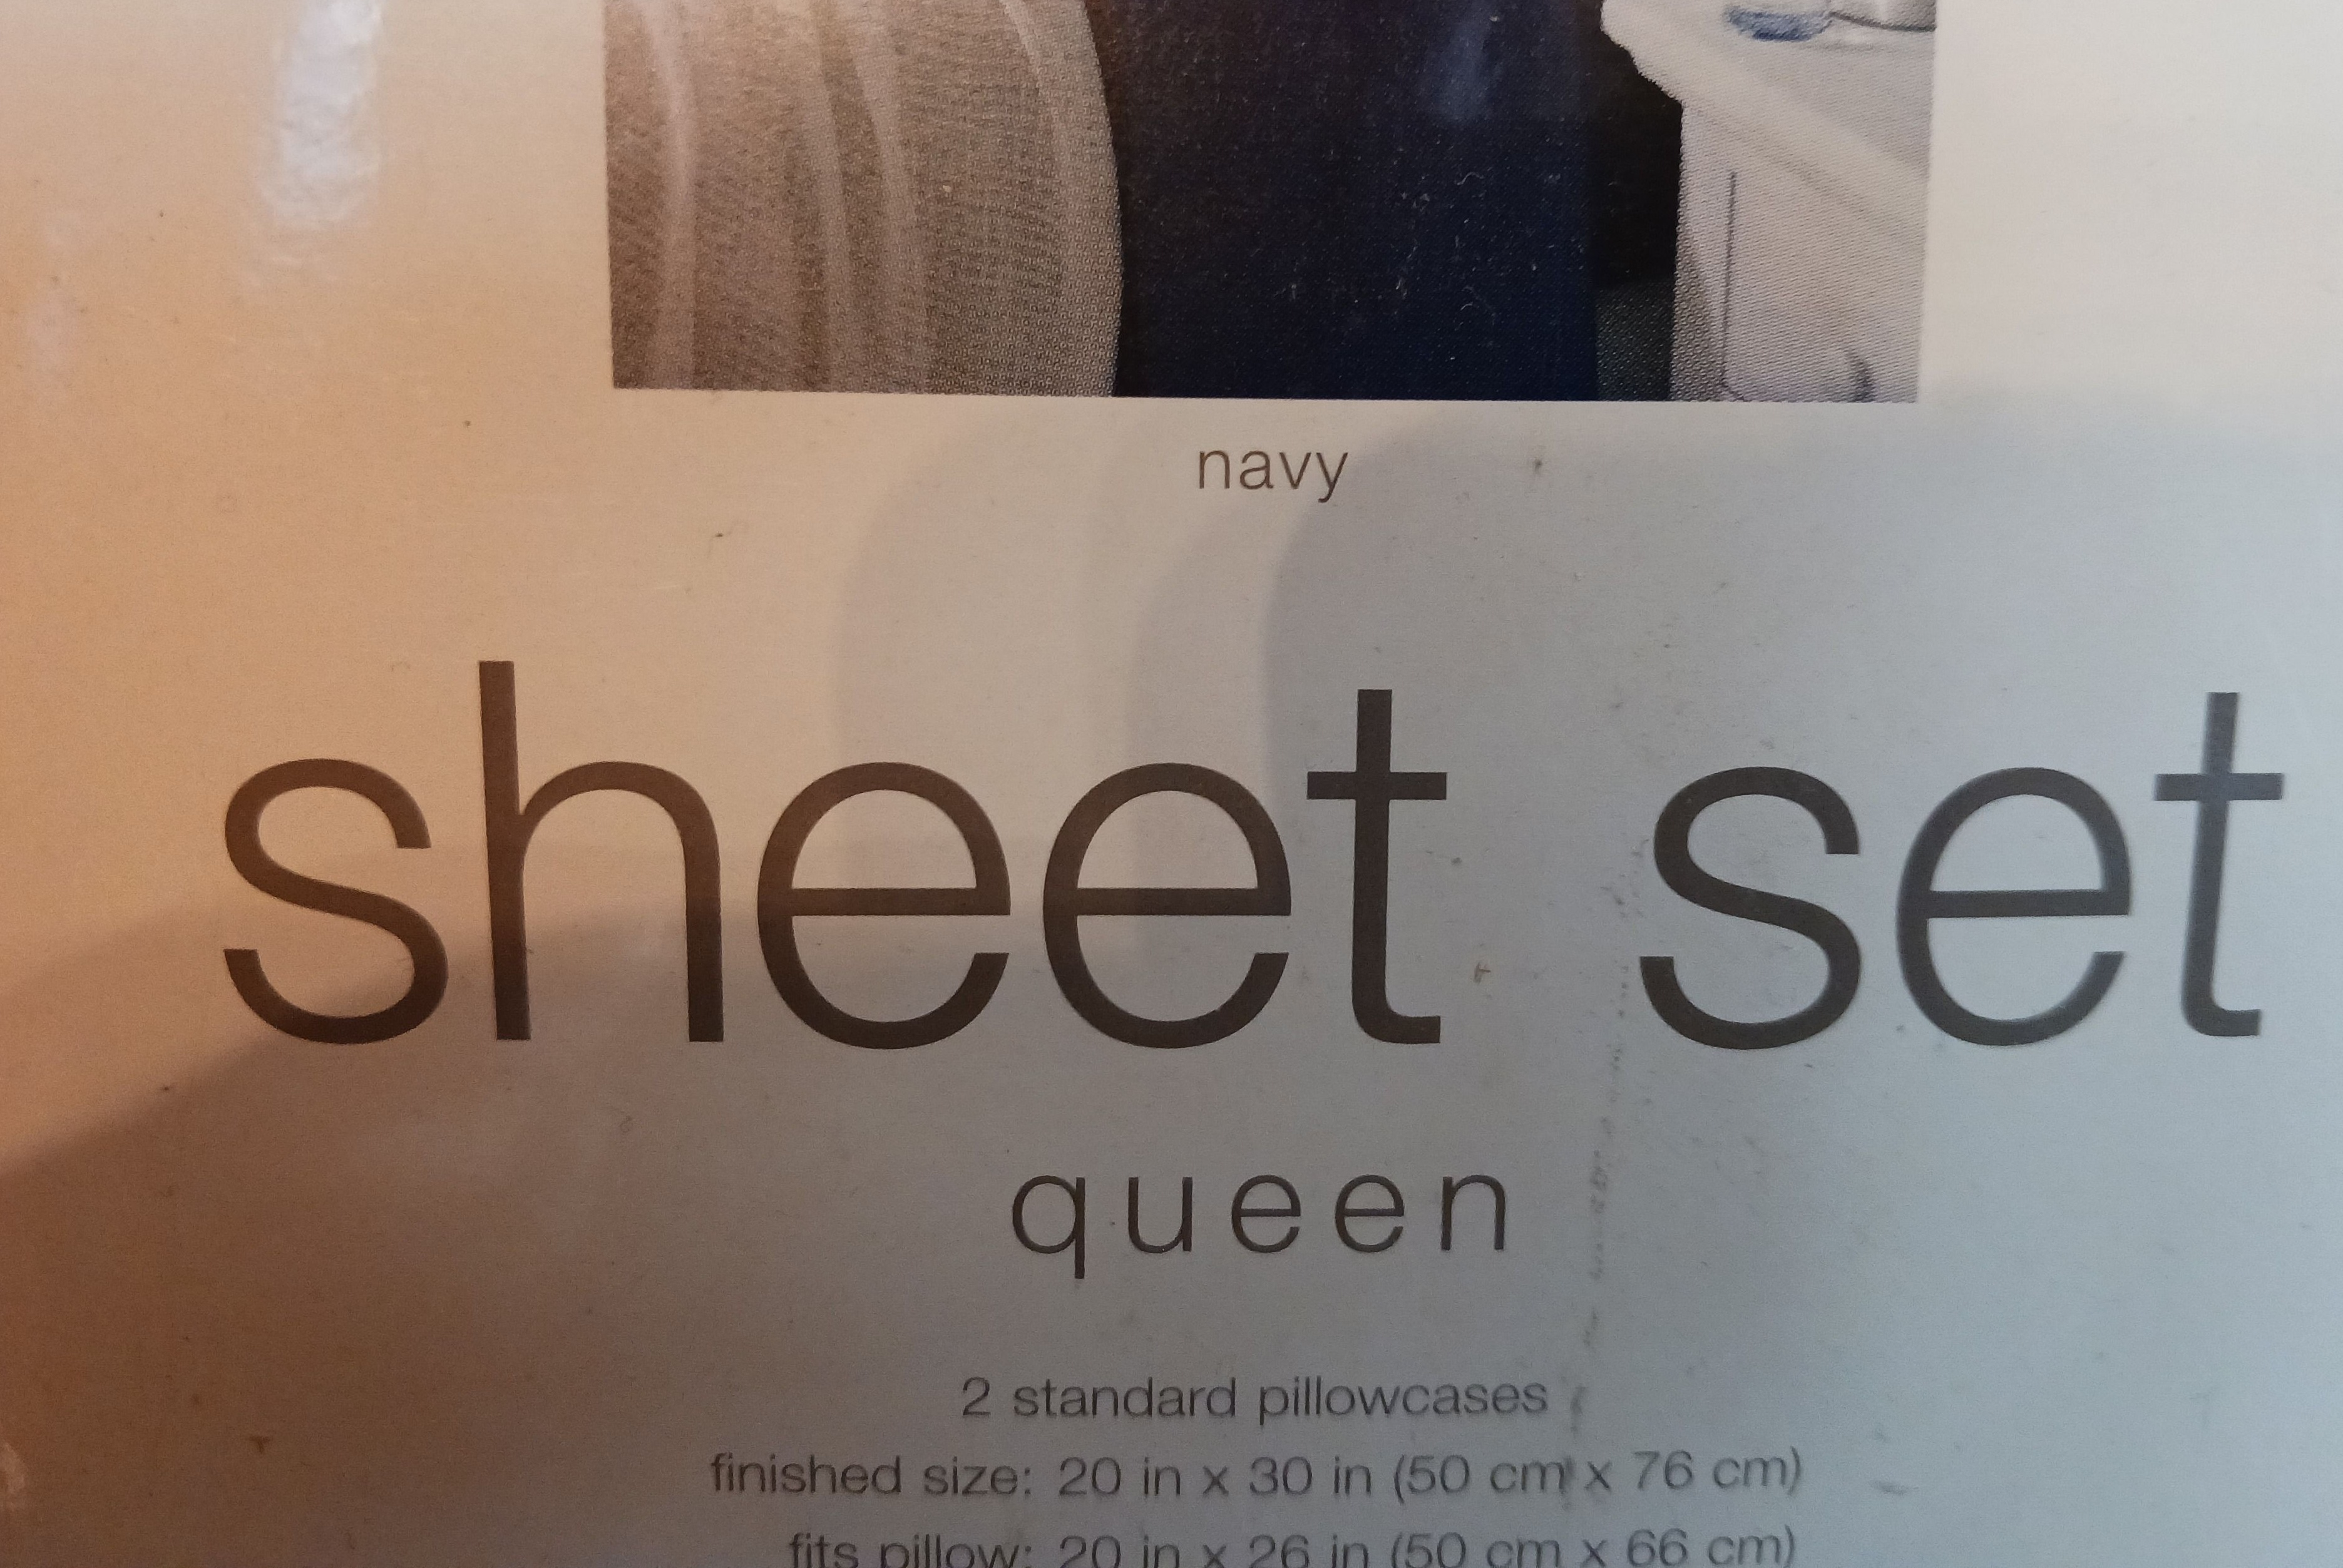 navy
sheet set
queen
2 standard pillowcases
finished size: 20 in x 30 in (50 cm x 76 cm)
fits pillow: 20 in x 26 in (50 cm x 66 cm)